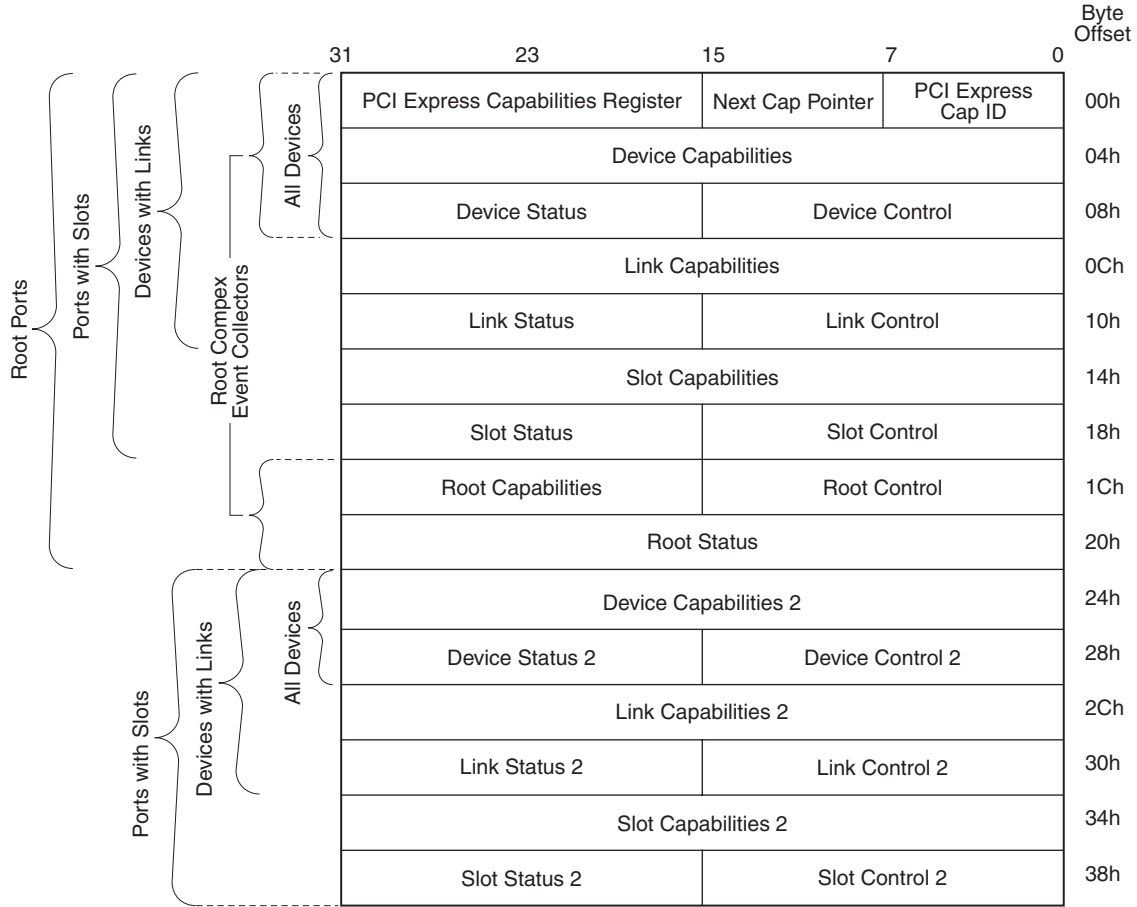 Byte
Offset
31 23 15 7 0
PCI Express Capabilities Register Next Cap Pointer PCI Express
Cap ID 00h
Device Capabilities 04h
Device Status Device Control 08h
Link Capabilities 0Ch
Link Status Link Control 10h
Slot Capabilities 14h
Slot Status Slot Control 18h
Root Capabilities Root Control 1Ch
Root Status 20h
Device Capabilities 2 24h
Device Status 2 Device Control 2 28h
Link Capabilities 2 2Ch
Link Status 2 Link Control 2 30h
Slot Capabilities 2 34h
Slot Status 2 Slot Control 2 38h
Root Ports
Ports with Slots
Devices with Links
Root Compex
Event Collectors
All Devices
Ports with Slots
Devices with Links
All Devices